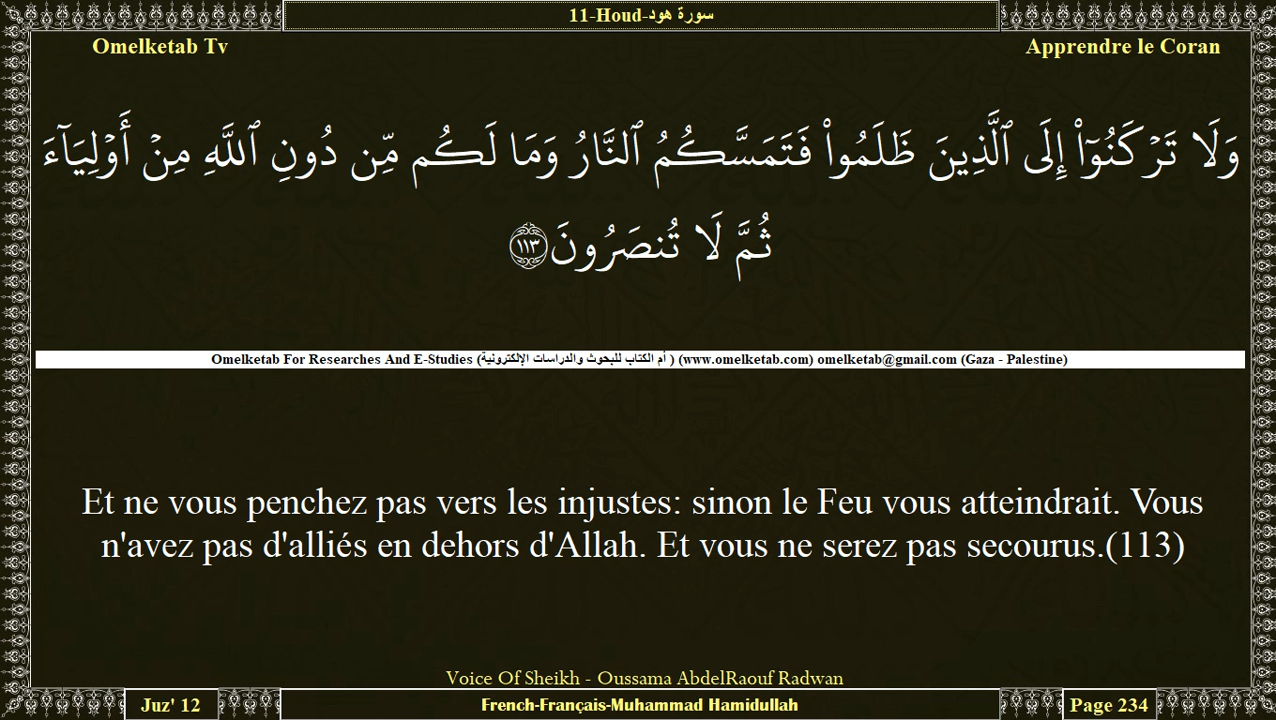 11-Houd-سورة هود
Omelketab Tv
Apprendre le Coran
وَلَا تَرْكَنُوٓا۟ إِلَى ٱلَّذِينَ ظَلَمُوا۟ فَتَمَسَّكُمُ ٱلنَّارُ وَمَا لَكُم مِّن دُونِ ٱللَّهِ مِنْ أَوْلِيَآءَ
ثُمَّ لَا تُنصَرُونَ ١١٣
Omelketab For Researches And E-Studies (أم الكتاب للبحوث والدراسات الإلكترونية ) (www.omelketab.com) omelketab@gmail.com (Gaza - Palestine)
Et ne vous penchez pas vers les injustes: sinon le Feu vous atteindrait. Vous
n'avez pas d'alliés en dehors d'Allah. Et vous ne serez pas secourus.(113)
Voice Of Sheikh - Oussama AbdelRaouf Radwan
Juz' 12
French-Français-Muhammad Hamidullah
Page 234